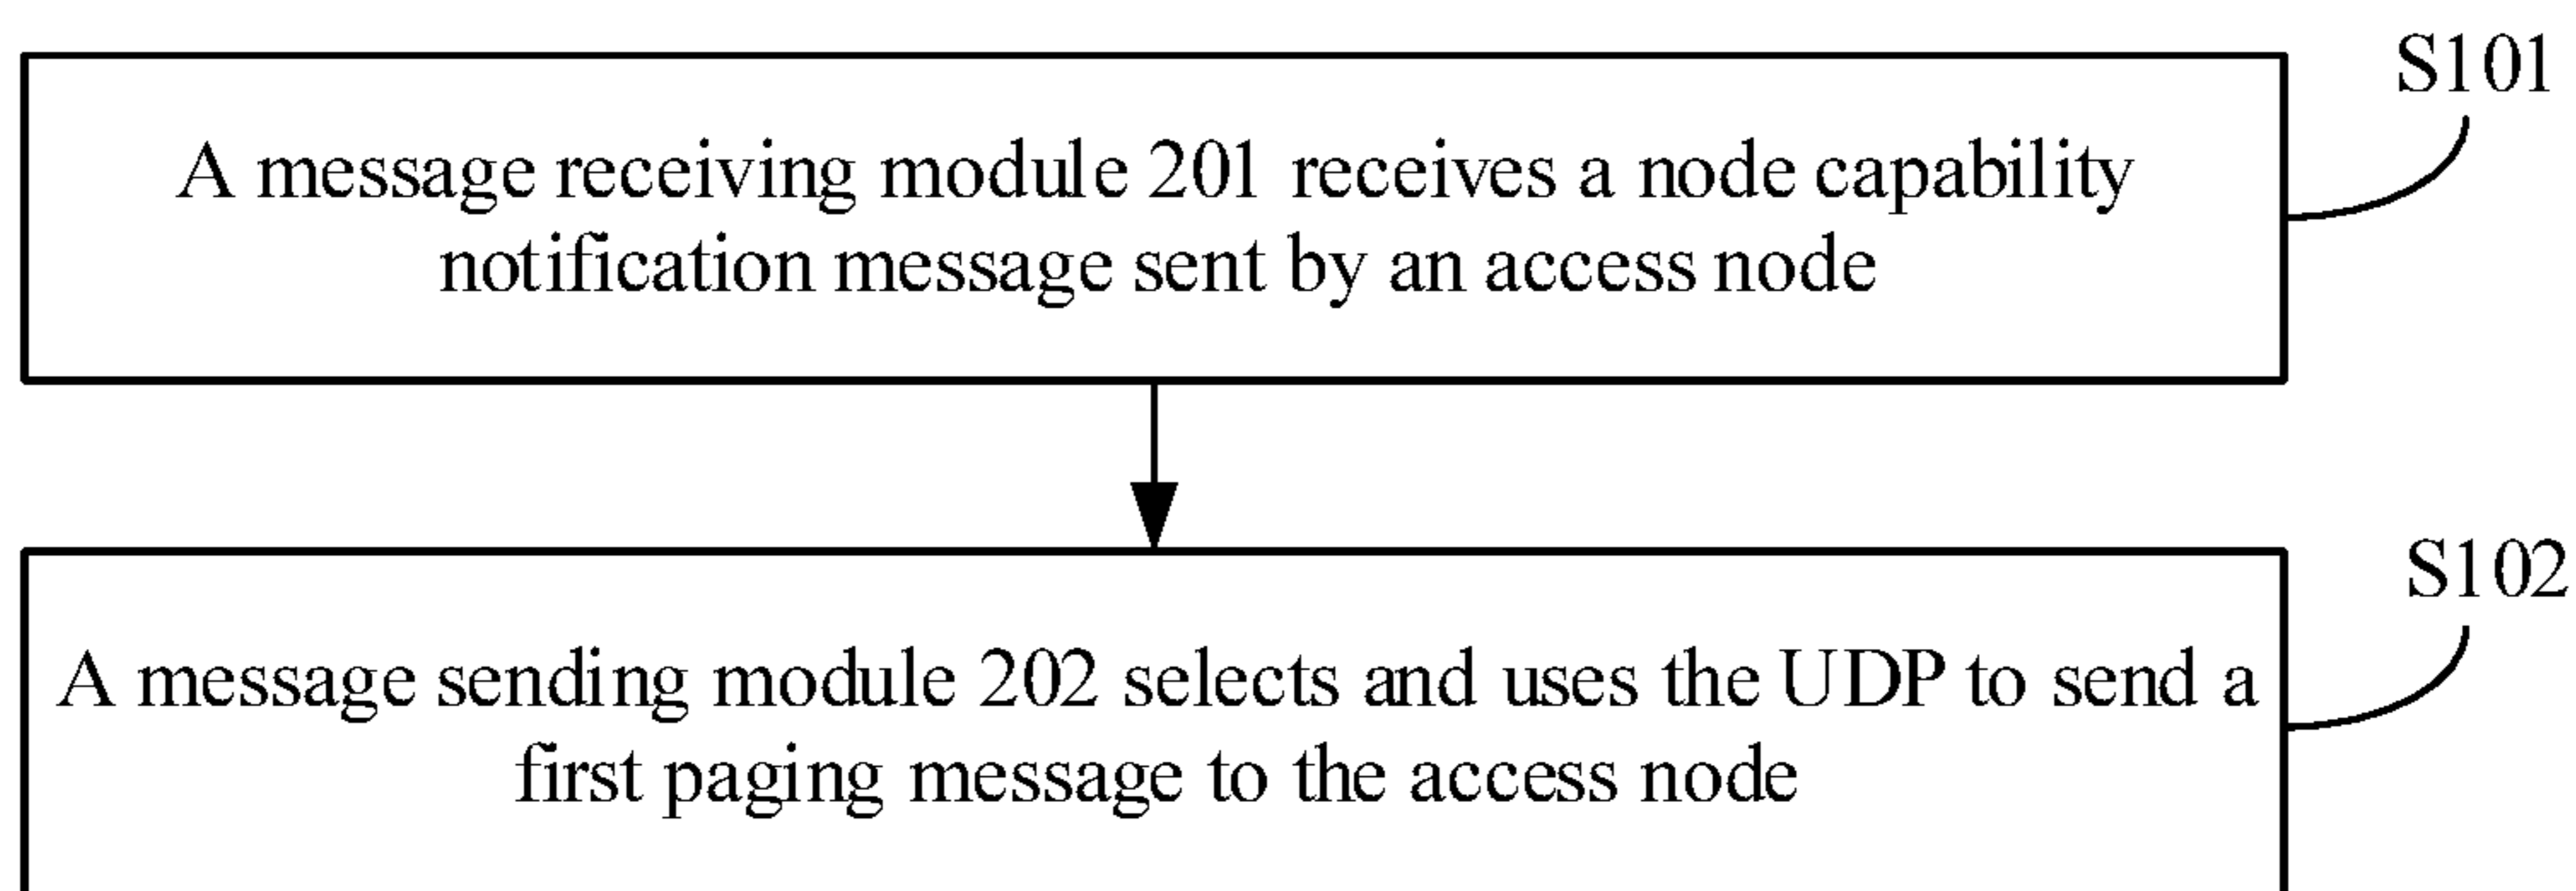 S101
A message receiving module 201 receives a node capability
notification message sent by an access node
S102
A message sending module 202 selects and uses the UDP to send a
first paging message to the access node